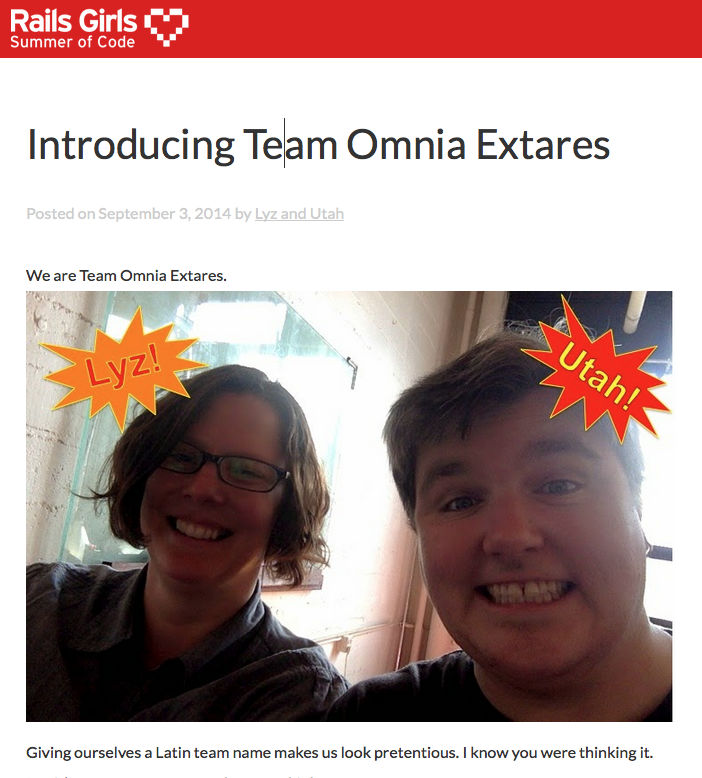 Rails Girls
Summer of Code
Introducing Team Omnia Extares
Posted on September 3, 2014 by Lyz and Utah
We are Team Omnia Extares.
Lyz!
Utah!
Giving ourselves a Latin team name makes us look pretentious. I know you were thinking it.